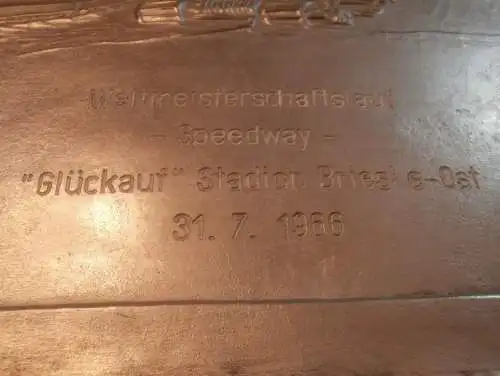 Weltmeisterschaftslauf
- Speedway -
"Glückauf" Stadion Brieske-Ost
31. 7. 1966